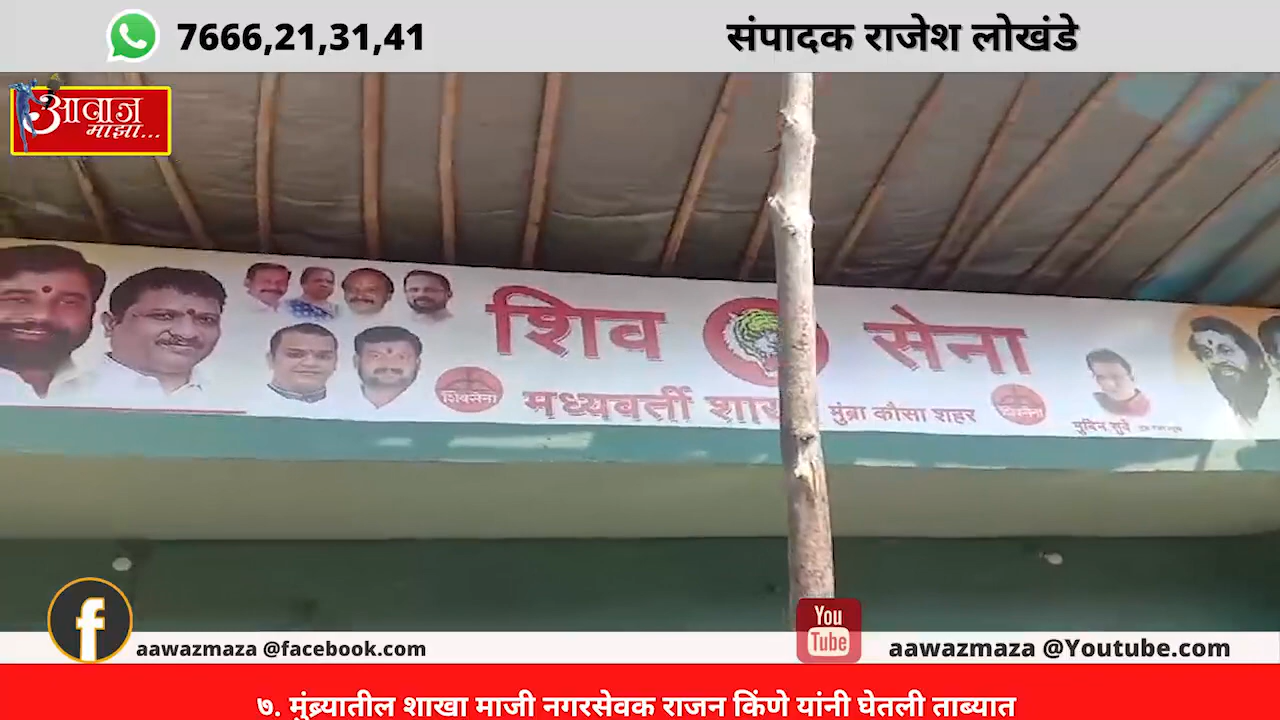 7666,21,31,41
संपादक राजेश लोखंडे
आवाज
माझा...
शिव सेना
शिवसेना
मध्यवर्ती
मुंब्रा कौसा शहर
शिवसेना
f
You
Tube
aawazmaza @facebook.com
aawazmaza @Youtube.com
७. मुंब्र्यातील शाखा माजी नगरसेवक राजन किंणे यांनी घेतली ताब्यात